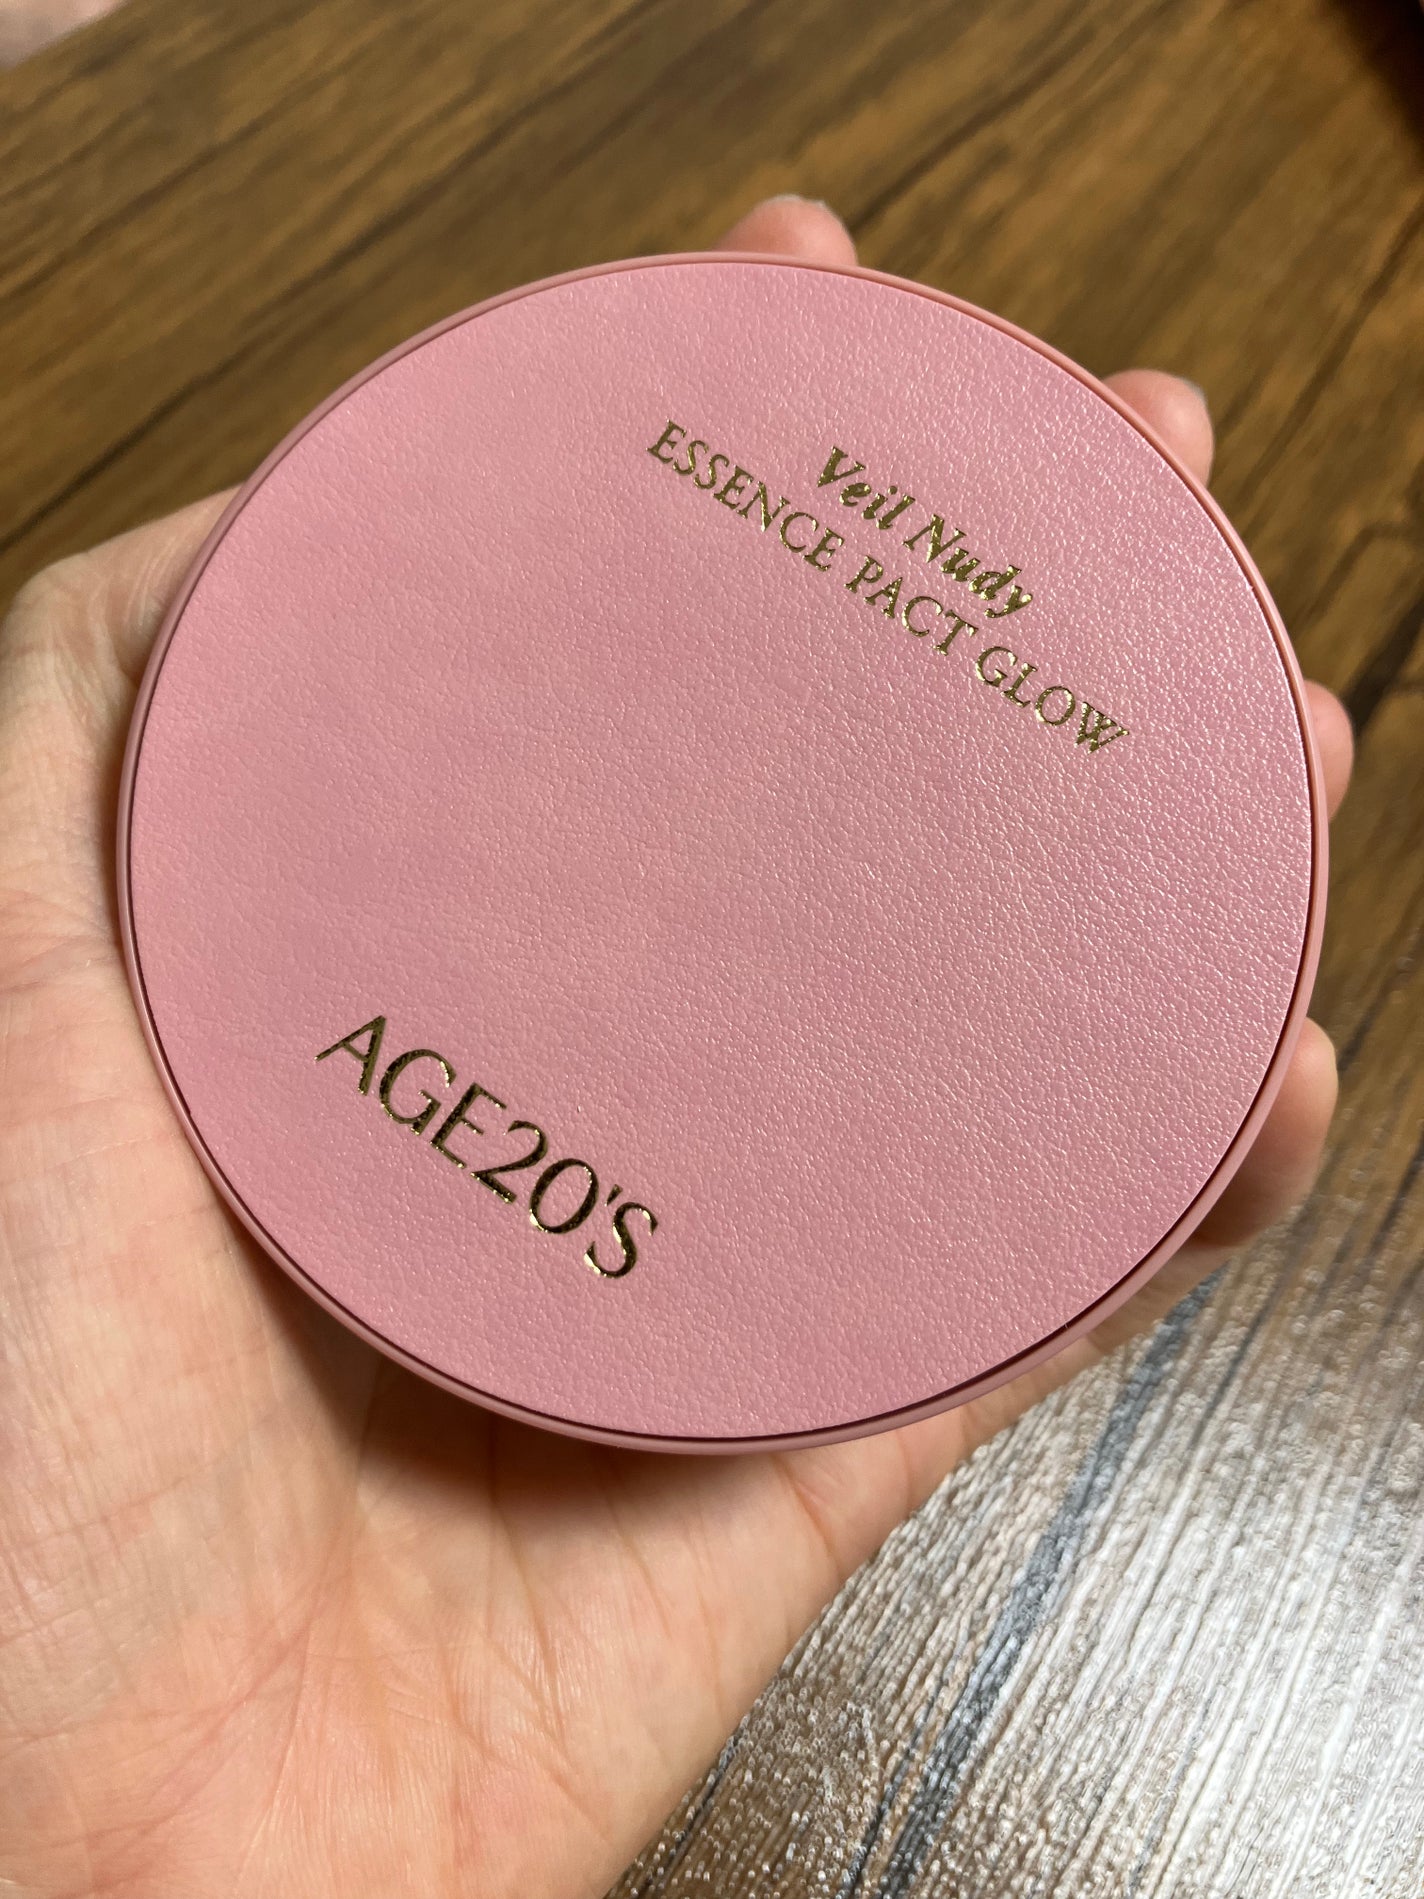 Veil Nudy
ESSENCE PACT GLOW
AGE20'S